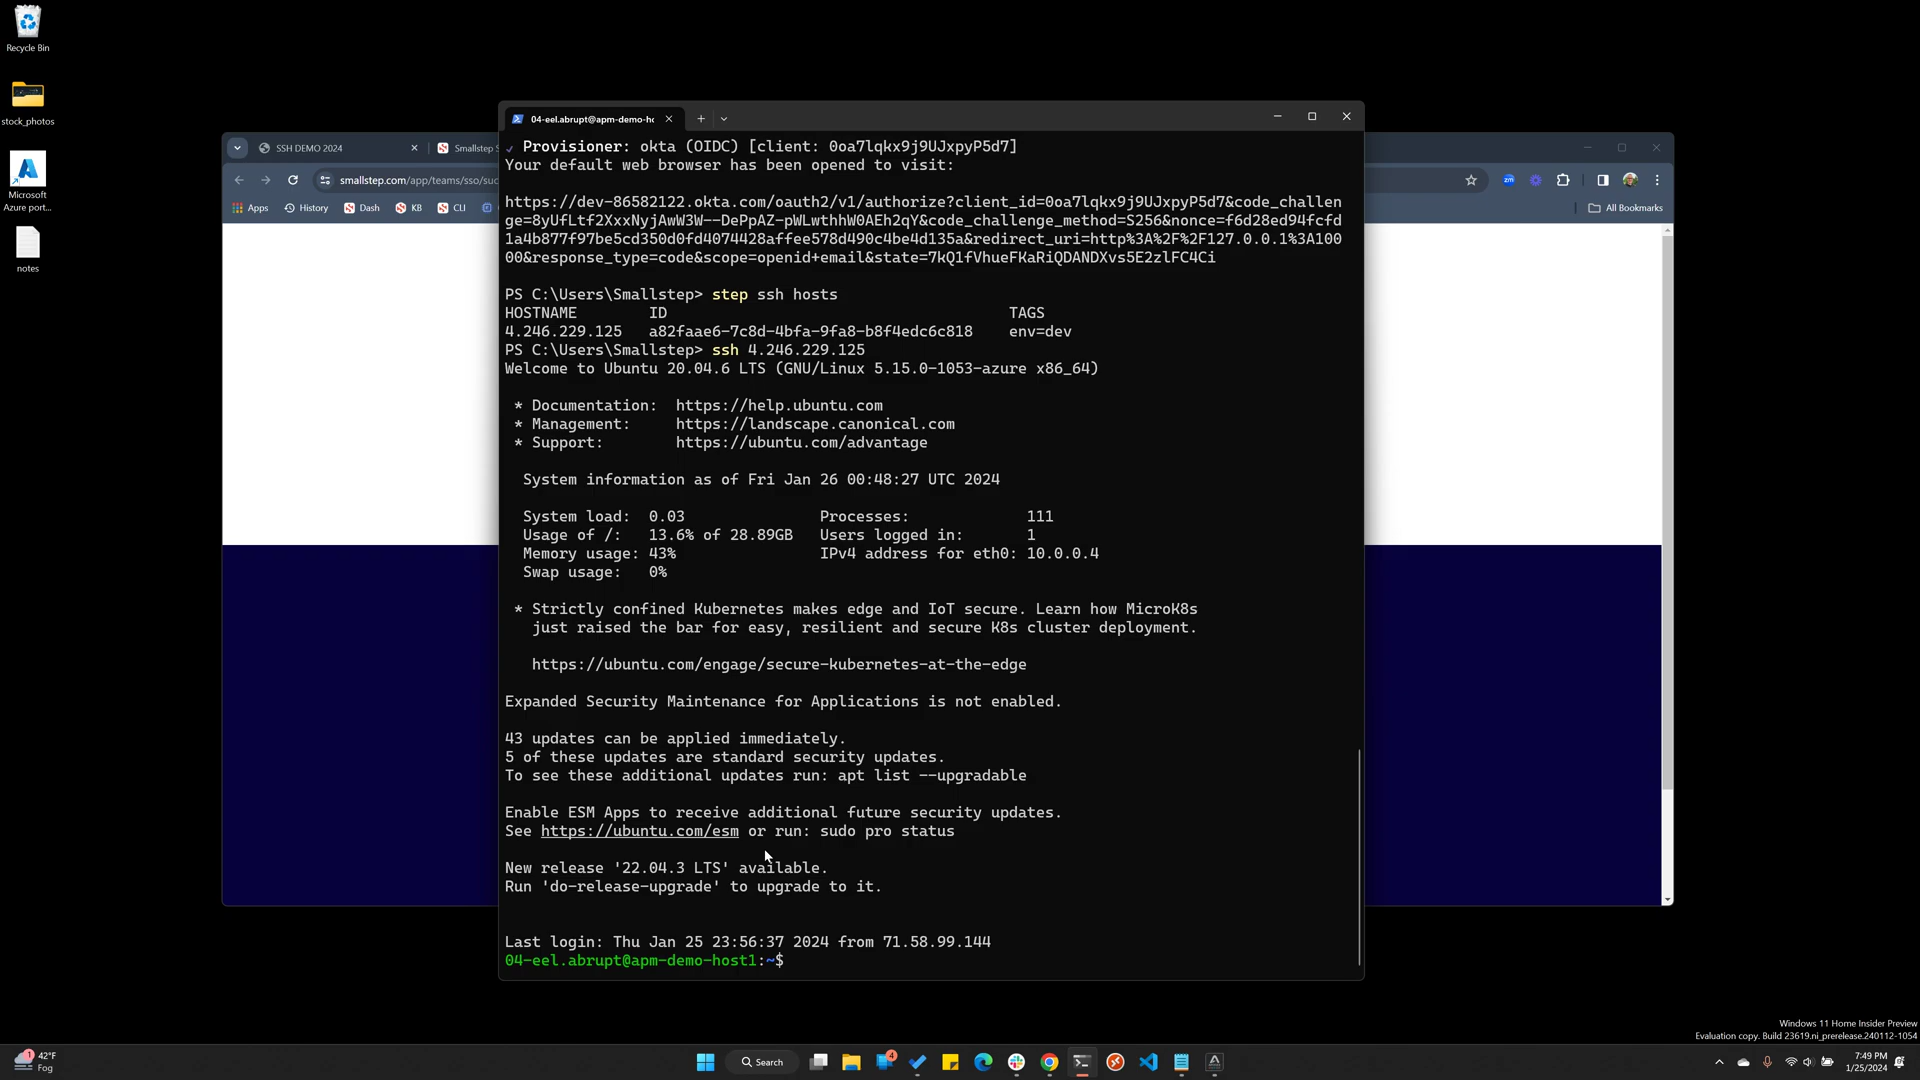 Recycle Bin
stock_photos
Microsoft
Azure port...
notes
SSH DEMO 2024
Smallstep S
smallstep.com/app/teams/sso/suc
Apps
History
Dash
KB
CLI
All Bookmarks
04-eel.abrupt@apm-demo-hc
✓ Provisioner: okta (OIDC) [client: 0oa7lqkx9j9UJxpyP5d7]
Your default web browser has been opened to visit:
https://dev-86582122.okta.com/oauth2/v1/authorize?client_id=0oa7lqkx9j9UJxpyP5d7&code_challen
ge=8yUfLtf2XxxNyjAwW3W--DePpAZ-pWLwthhW0AEh2qY&code_challenge_method=S256&nonce=f6d28ed94fcfd
1a4b877f97be5cd350d0fd4074428affee578d490c4be4d135a&redirect_uri=http%3A%2F%2F127.0.0.1%3A100
00&response_type=code&scope=openid+email&state=7kQ1fVhueFKaRiQDANDXvs5E2zlFC4Ci
PS C:\Users\Smallstep> step ssh hosts
HOSTNAME ID TAGS
4.246.229.125 a82faae6-7c8d-4bfa-9fa8-b8f4edc6c818 env=dev
PS C:\Users\Smallstep> ssh 4.246.229.125
Welcome to Ubuntu 20.04.6 LTS (GNU/Linux 5.15.0-1053-azure x86_64)
* Documentation: https://help.ubuntu.com
* Management: https://landscape.canonical.com
* Support: https://ubuntu.com/advantage
System information as of Fri Jan 26 00:48:27 UTC 2024
System load: 0.03 Processes: 111
Usage of /: 13.6% of 28.89GB Users logged in: 1
Memory usage: 43% IPv4 address for eth0: 10.0.0.4
Swap usage: 0%
* Strictly confined Kubernetes makes edge and IoT secure. Learn how MicroK8s
just raised the bar for easy, resilient and secure K8s cluster deployment.
https://ubuntu.com/engage/secure-kubernetes-at-the-edge
Expanded Security Maintenance for Applications is not enabled.
43 updates can be applied immediately.
5 of these updates are standard security updates.
To see these additional updates run: apt list --upgradable
Enable ESM Apps to receive additional future security updates.
See https://ubuntu.com/esm or run: sudo pro status
New release '22.04.3 LTS' available.
Run 'do-release-upgrade' to upgrade to it.
Last login: Thu Jan 25 23:56:37 2024 from 71.58.99.144
04-eel.abrupt@apm-demo-host1:~$
Windows 11 Home Insider Preview
Evaluation copy. Build 23619.ni_prerelease.240112-1054
1
42°F
Fog
Search
4
7:49 PM
1/25/2024